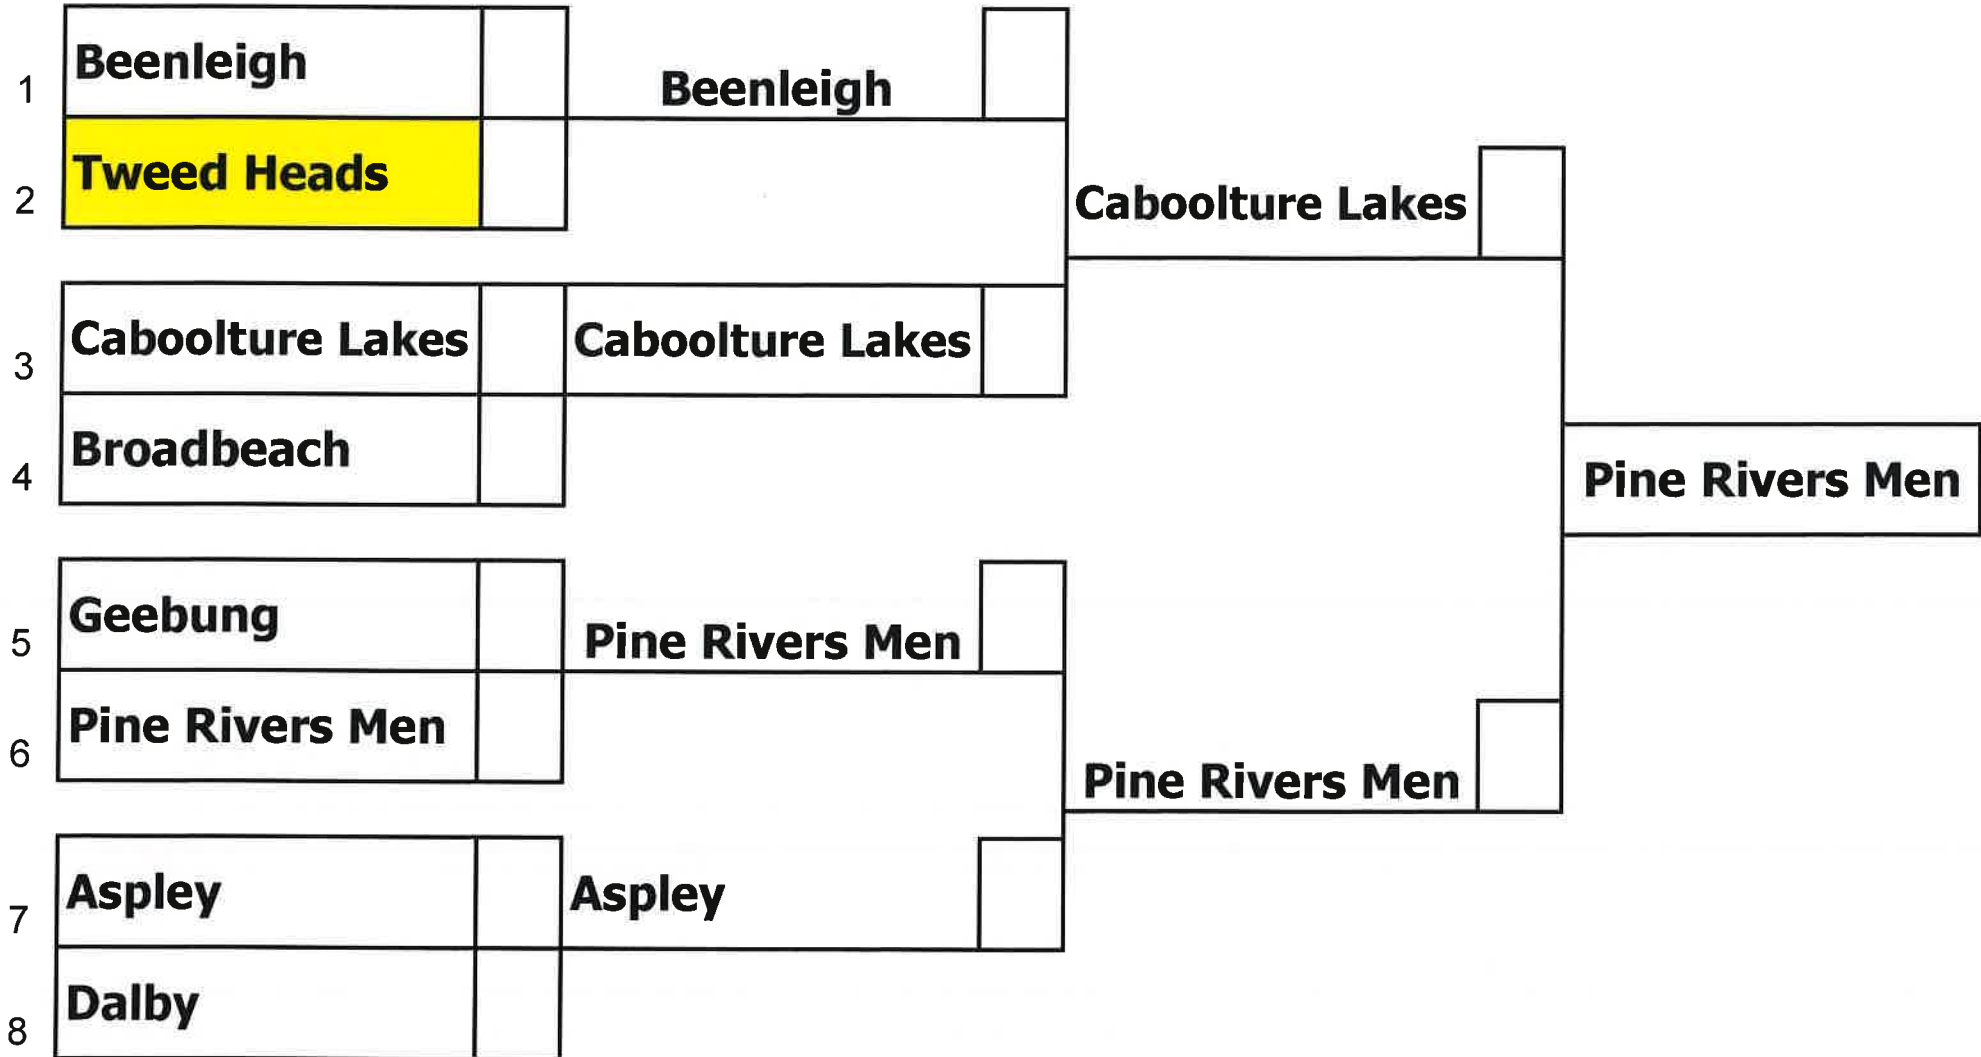 1
Beenleigh
Beenleigh
2
Tweed Heads
Caboolture Lakes
3
Caboolture Lakes
Caboolture Lakes
4
Broadbeach
Pine Rivers Men
5
Geebung
Pine Rivers Men
6
Pine Rivers Men
Pine Rivers Men
7
Aspley
Aspley
8
Dalby